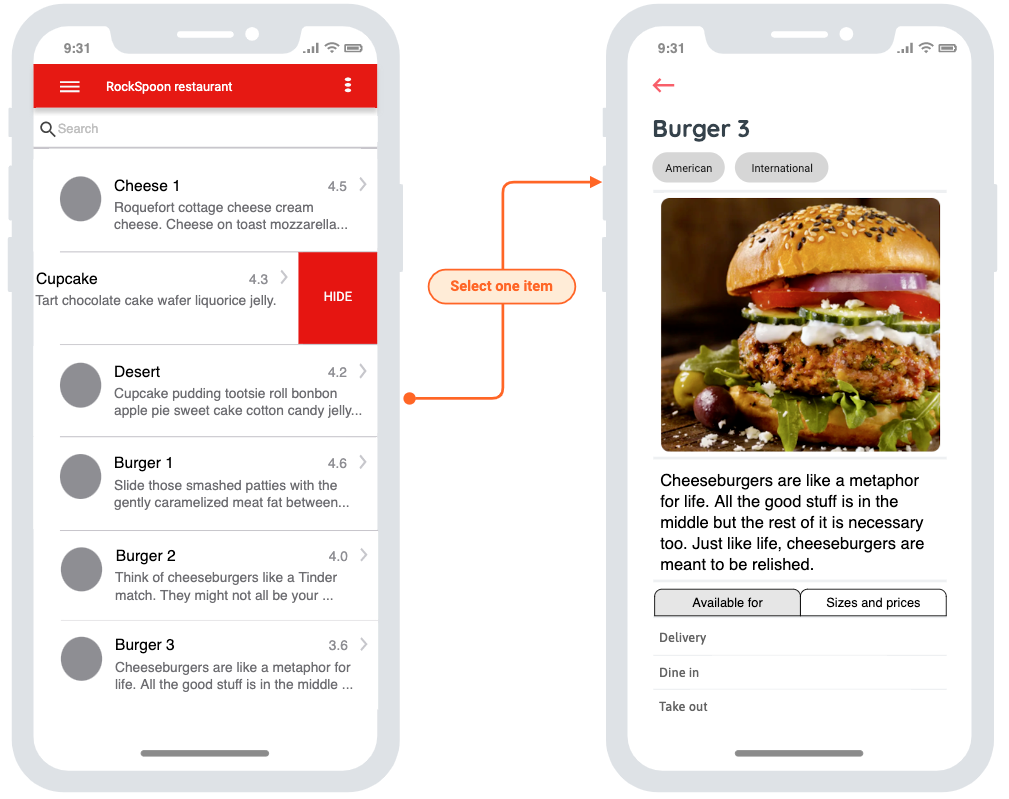 9:31
RockSpoon restaurant
Search
Cheese 1 4.5
Roquefort cottage cheese cream
cheese. Cheese on toast mozzarella...
Cupcake 4.3
Tart chocolate cake wafer liquorice jelly.
HIDE
Desert 4.2
Cupcake pudding tootsie roll bonbon
apple pie sweet cake cotton candy jelly...
Burger 1 4.6
Slide those smashed patties with the
gently caramelized meat fat between...
Burger 2 4.0
Think of cheeseburgers like a Tinder
match. They might not all be your ...
Burger 3 3.6
Cheeseburgers are like a metaphor for
life. All the good stuff is in the middle ...
Select one item
9:31
Burger 3
American International
Cheeseburgers are like a metaphor
for life. All the good stuff is in the
middle but the rest of it is necessary
too. Just like life, cheeseburgers are
meant to be relished.
Available for Sizes and prices
Delivery
Dine in
Take out